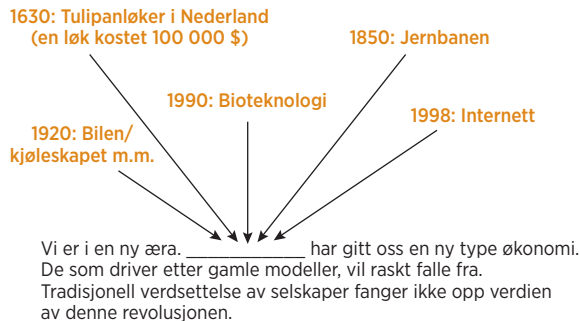 1630: Tulipanløker i Nederland
(en løk kostet 100 000 $)
1850: Jernbanen
1990: Bioteknologi
1998: Internett
1920: Bilen/
kjøleskapet m.m.
Vi er i en ny æra. ____________ har gitt oss en ny type økonomi.
De som driver etter gamle modeller, vil raskt falle fra.
Tradisjonell verdsettelse av selskaper fanger ikke opp verdien
av denne revolusjonen.